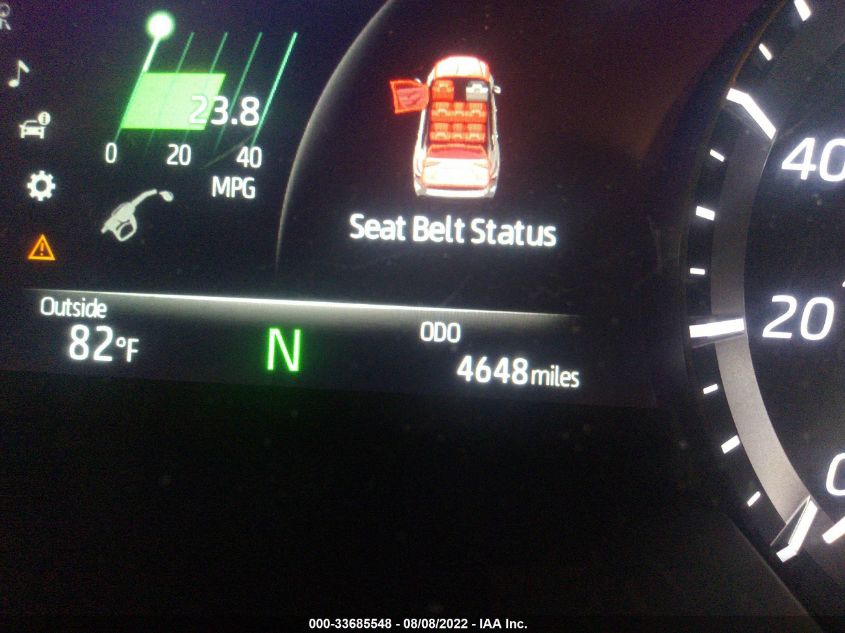 23.8
0 20 40
MPG
Seat Belt Status
Outside
82°F
N
ODO
4648 miles
40
20
0
000-33685548 - 08/08/2022 - IAA Inc.